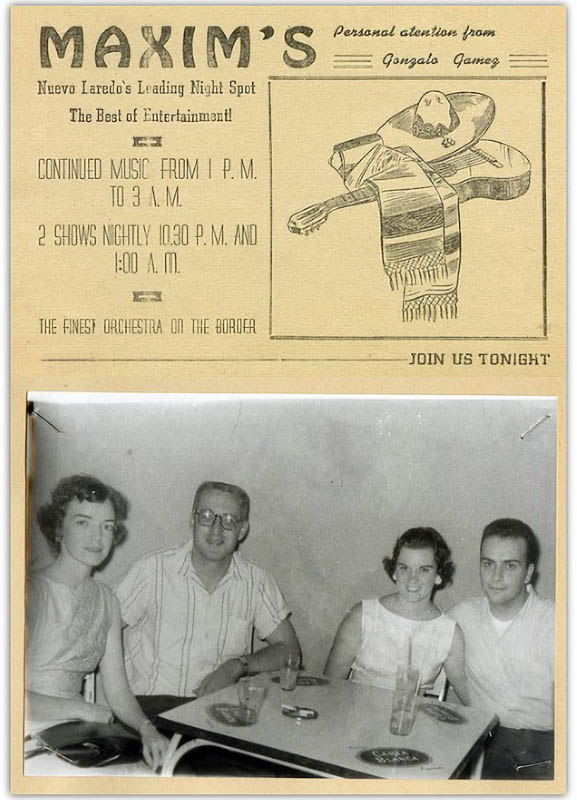 MAXIM'S
Personal atention from
Gonzalo Gamez
Nuevo Laredo's Leading Night Spot
The Best of Entertainment!
CONTINUED MUSIC FROM 1 P. M.
TO 3 A. M.
2 SHOWS NIGHTLY 10.30 P. M. AND
1:00 A. M.
THE FINEST ORCHESTRA ON THE BORDER
JOIN US TONIGHT
CARTA
BLANCA